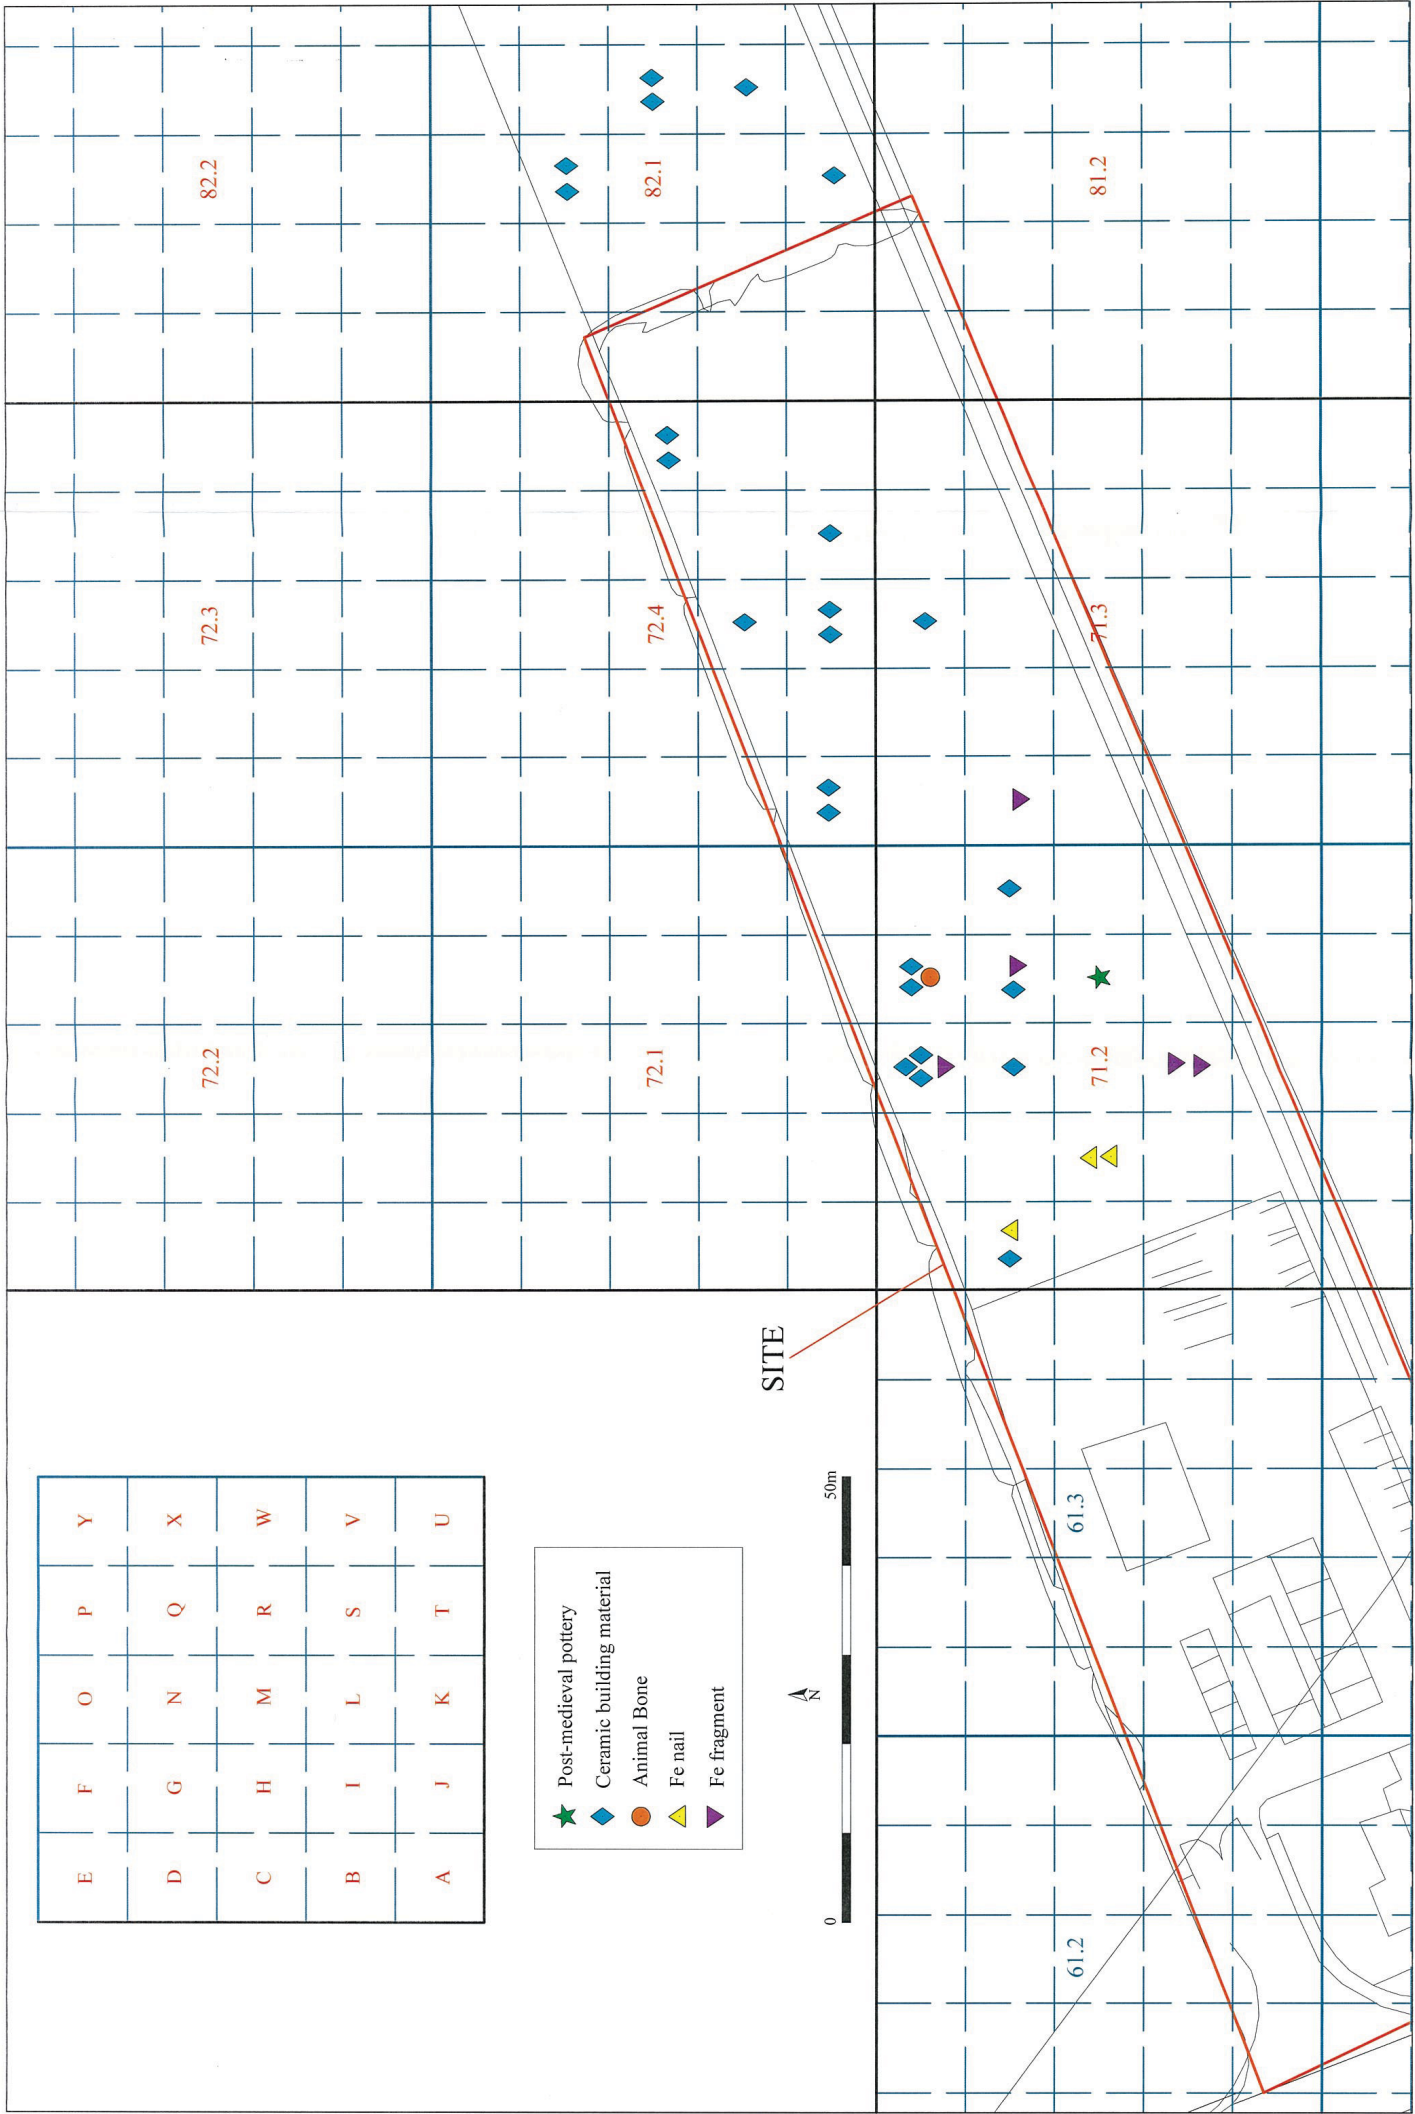 E F O P Y
D G N Q X
C H M R W
B I L S V
A J K T U
Post-medieval pottery
Ceramic building material
Animal Bone
Fe nail
Fe fragment
N
0 50m
SITE
72.2
72.3
82.2
72.1
72.4
82.1
61.2
61.3
71.2
71.3
81.2